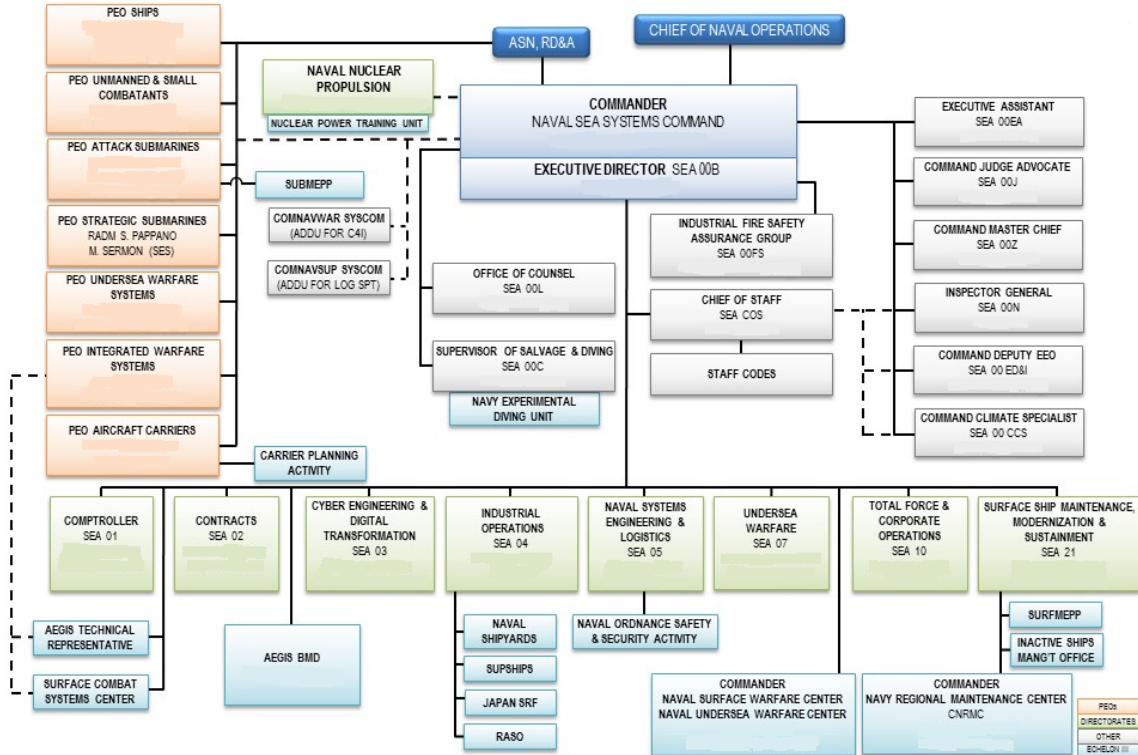 PEO SHIPS
PEO UNMANNED & SMALL
COMBATANTS
PEO ATTACK SUBMARINES
PEO STRATEGIC SUBMARINES
RADM S. PAPPANO
M. SERMON (SES)
PEO UNDERSEA WARFARE
SYSTEMS
PEO INTEGRATED WARFARE
SYSTEMS
PEO AIRCRAFT CARRIERS
ASN, RD&A
CHIEF OF NAVAL OPERATIONS
NAVAL NUCLEAR
PROPULSION
NUCLEAR POWER TRAINING UNIT
COMMANDER
NAVAL SEA SYSTEMS COMMAND
EXECUTIVE DIRECTOR SEA 00B
SUBMEPP
COMNAVWAR SYSCOM
(ADDU FOR C4I)
COMNAVSUP SYSCOM
(ADDU FOR LOG SPT)
CARRIER PLANNING
ACTIVITY
OFFICE OF COUNSEL
SEA 00L
SUPERVISOR OF SALVAGE & DIVING
SEA 00C
NAVY EXPERIMENTAL
DIVING UNIT
INDUSTRIAL FIRE SAFETY
ASSURANCE GROUP
SEA 00FS
CHIEF OF STAFF
SEA COS
STAFF CODES
EXECUTIVE ASSISTANT
SEA 00EA
COMMAND JUDGE ADVOCATE
SEA 00J
COMMAND MASTER CHIEF
SEA 00Z
INSPECTOR GENERAL
SEA 00N
COMMAND DEPUTY EEO
SEA 00 ED&I
COMMAND CLIMATE SPECIALIST
SEA 00 CCS
COMPTROLLER
SEA 01
CONTRACTS
SEA 02
CYBER ENGINEERING &
DIGITAL
TRANSFORMATION
SEA 03
INDUSTRIAL
OPERATIONS
SEA 04
NAVAL SYSTEMS
ENGINEERING &
LOGISTICS
SEA 05
UNDERSEA
WARFARE
SEA 07
TOTAL FORCE &
CORPORATE
OPERATIONS
SEA 10
SURFACE SHIP MAINTENANCE,
MODERNIZATION &
SUSTAINMENT
SEA 21
AEGIS TECHNICAL
REPRESENTATIVE
SURFACE COMBAT
SYSTEMS CENTER
AEGIS BMD
NAVAL
SHIPYARDS
SUPSHIPS
JAPAN SRF
RASO
NAVAL ORDNANCE SAFETY
& SECURITY ACTIVITY
COMMANDER
NAVAL SURFACE WARFARE CENTER
NAVAL UNDERSEA WARFARE CENTER
SURFMEPP
INACTIVE SHIPS
MANG'T OFFICE
COMMANDER
NAVY REGIONAL MAINTENANCE CENTER
CNRMC
PEOs
DIRECTORATES
OTHER
ECHELON III